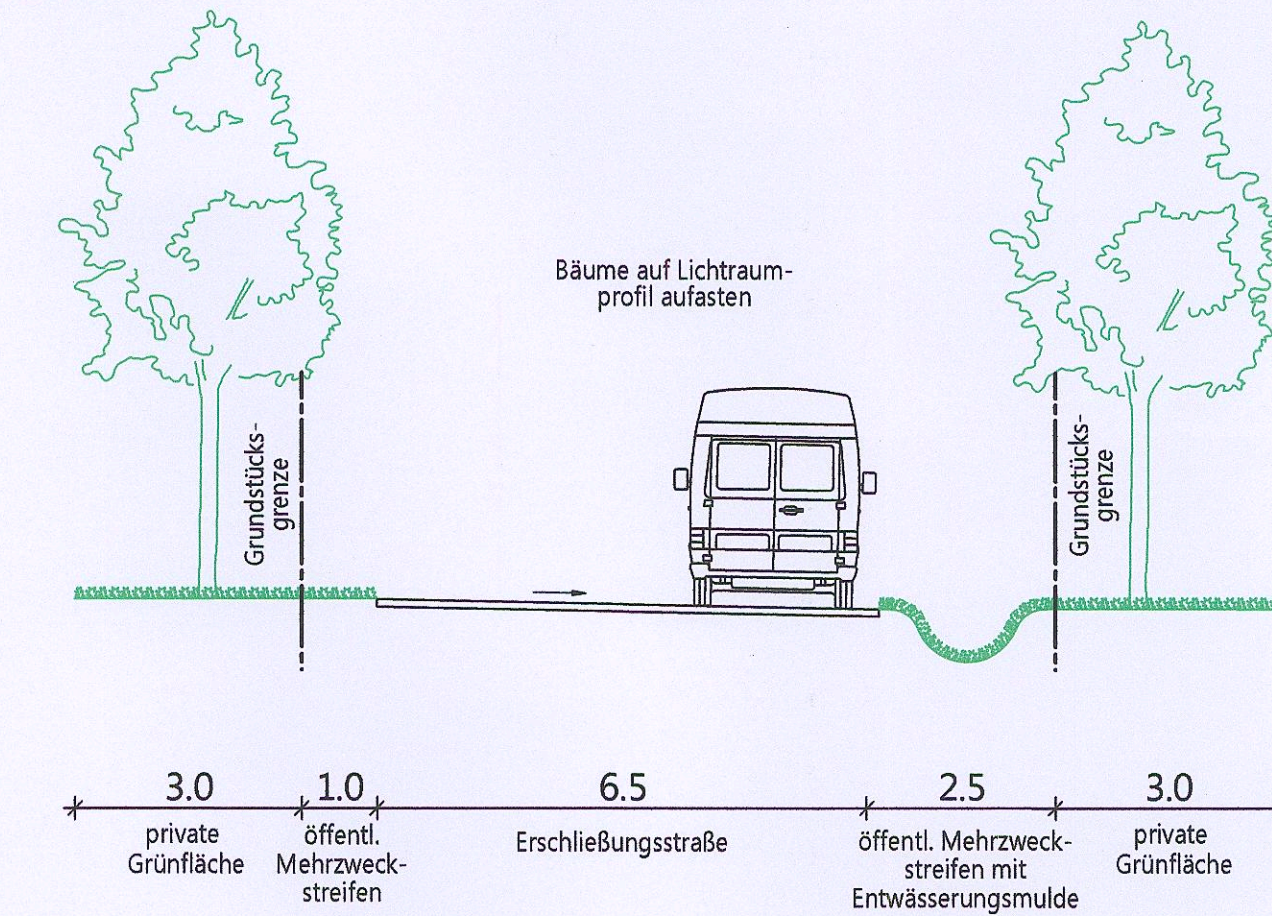 Bäume auf Lichtraum-
profil aufasten
Grundstücks-
grenze
Grundstücks-
grenze
3.0
1.0
6.5
2.5
3.0
private
Grünfläche
öffentl.
Mehrzweck-
streifen
Erschließungsstraße
öffentl. Mehrzweck-
streifen mit
Entwässerungsmulde
private
Grünfläche